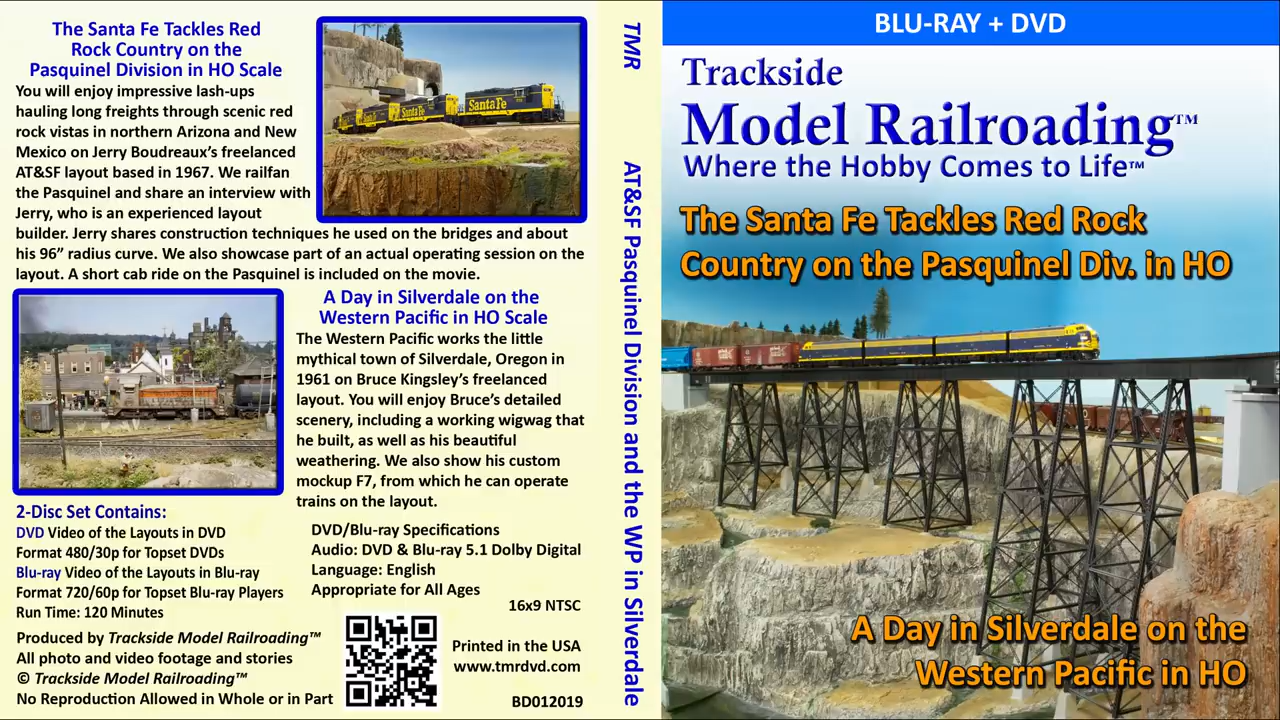 The Santa Fe Tackles Red
Rock Country on the
Pasquinel Division in HO Scale
You will enjoy impressive lash-ups
hauling long freights through scenic red
rock vistas in northern Arizona and New
Mexico on Jerry Boudreaux’s freelanced
AT&SF layout based in 1967. We railfan
the Pasquinel and share an interview with
Jerry, who is an experienced layout
builder. Jerry shares construction techniques he used on the bridges and about
his 96” radius curve. We also showcase part of an actual operating session on the
layout. A short cab ride on the Pasquinel is included on the movie.
Santa Fe
Santa Fe
A Day in Silverdale on the
Western Pacific in HO Scale
The Western Pacific works the little
mythical town of Silverdale, Oregon in
1961 on Bruce Kingsley’s freelanced
layout. You will enjoy Bruce’s detailed
scenery, including a working wigwag that
he built, as well as his beautiful
weathering. We also show his custom
mockup F7, from which he can operate
trains on the layout.
2-Disc Set Contains:
DVD Video of the Layouts in DVD
Format 480/30p for Topset DVDs
Blu-ray Video of the Layouts in Blu-ray
Format 720/60p for Topset Blu-ray Players
Run Time: 120 Minutes
DVD/Blu-ray Specifications
Audio: DVD & Blu-ray 5.1 Dolby Digital
Language: English
Appropriate for All Ages
16x9 NTSC
Produced by Trackside Model Railroading™
All photo and video footage and stories
© Trackside Model Railroading™
No Reproduction Allowed in Whole or in Part
Printed in the USA
www.tmrdvd.com
BD012019
TMR
AT&SF Pasquinel Division and the WP in Silverdale
BLU-RAY + DVD
Trackside
Model Railroading™
Where the Hobby Comes to Life™
The Santa Fe Tackles Red Rock
Country on the Pasquinel Div. in HO
A Day in Silverdale on the
Western Pacific in HO